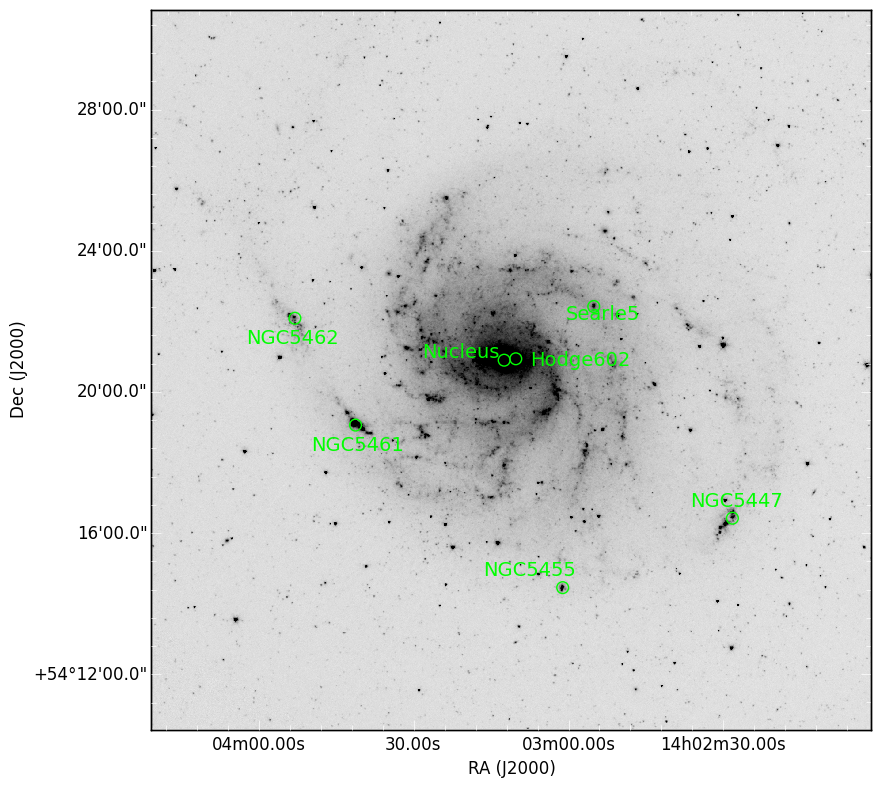 28'00.0"
24'00.0"
Searle5
NGC5462
Nucleus
Hodge602
20'00.0"
NGC5461
NGC5447
16'00.0"
NGC5455
+54°12'00.0"
04m00.00s 30.00s 03m00.00s 14h02m30.00s
RA (J2000)
Dec (J2000)